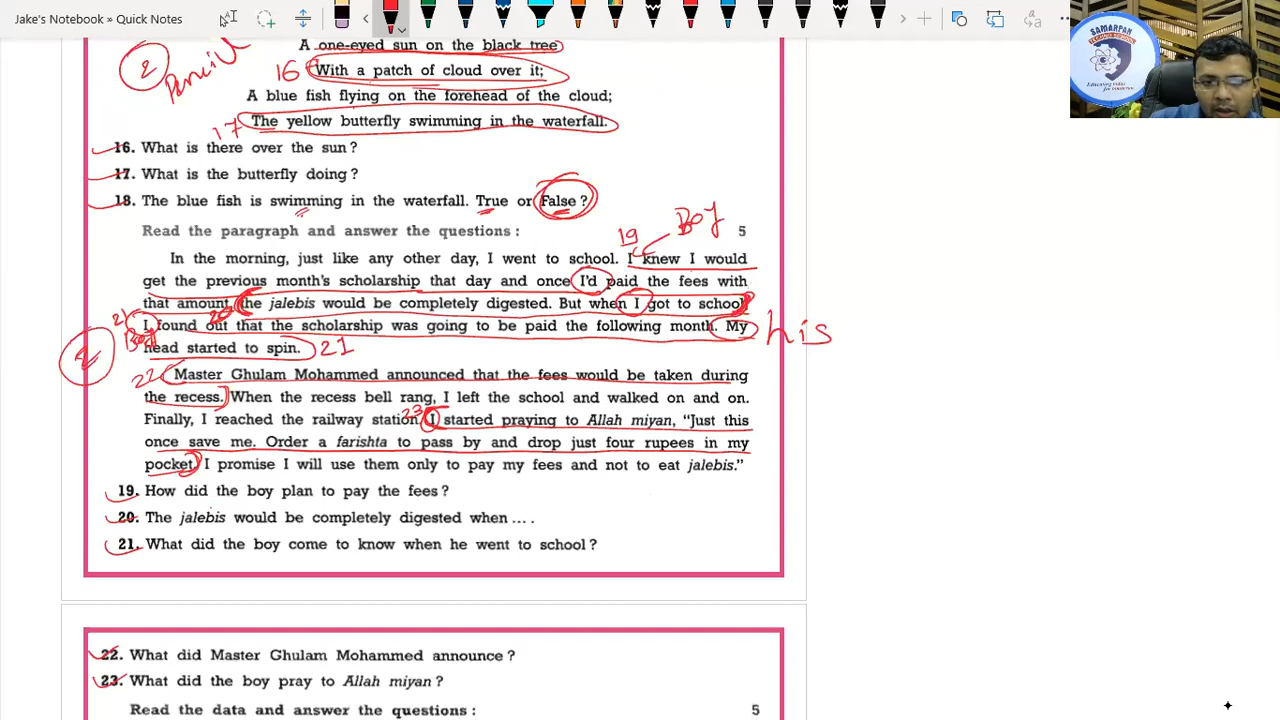 Jake's Notebook » Quick Notes
SAMARPAN
A one-eyed sun on the black tree
2
Pencil
16 With a patch of cloud over it;
A blue fish flying on the forehead of the cloud;
17 The yellow butterfly swimming in the waterfall.
16. What is there over the sun?
17. What is the butterfly doing?
18. The blue fish is swimming in the waterfall. True or False?
Read the paragraph and answer the questions : 5
19 Boy
In the morning, just like any other day, I went to school. I knew I would
get the previous month's scholarship that day and once I'd paid the fees with
that amount, the jalebis would be completely digested. But when I got to school
21 20 I found out that the scholarship was going to be paid the following month. My his
Boy
head started to spin. 21
2
22 Master Ghulam Mohammed announced that the fees would be taken during
the recess. When the recess bell rang, I left the school and walked on and on.
Finally, I reached the railway station. 23 I started praying to Allah miyan, "Just this
once save me. Order a farishta to pass by and drop just four rupees in my
pocket. I promise I will use them only to pay my fees and not to eat jalebis."
19. How did the boy plan to pay the fees?
20. The jalebis would be completely digested when ... .
21. What did the boy come to know when he went to school?
22. What did Master Ghulam Mohammed announce?
23. What did the boy pray to Allah miyan?
Read the data and answer the questions : 5